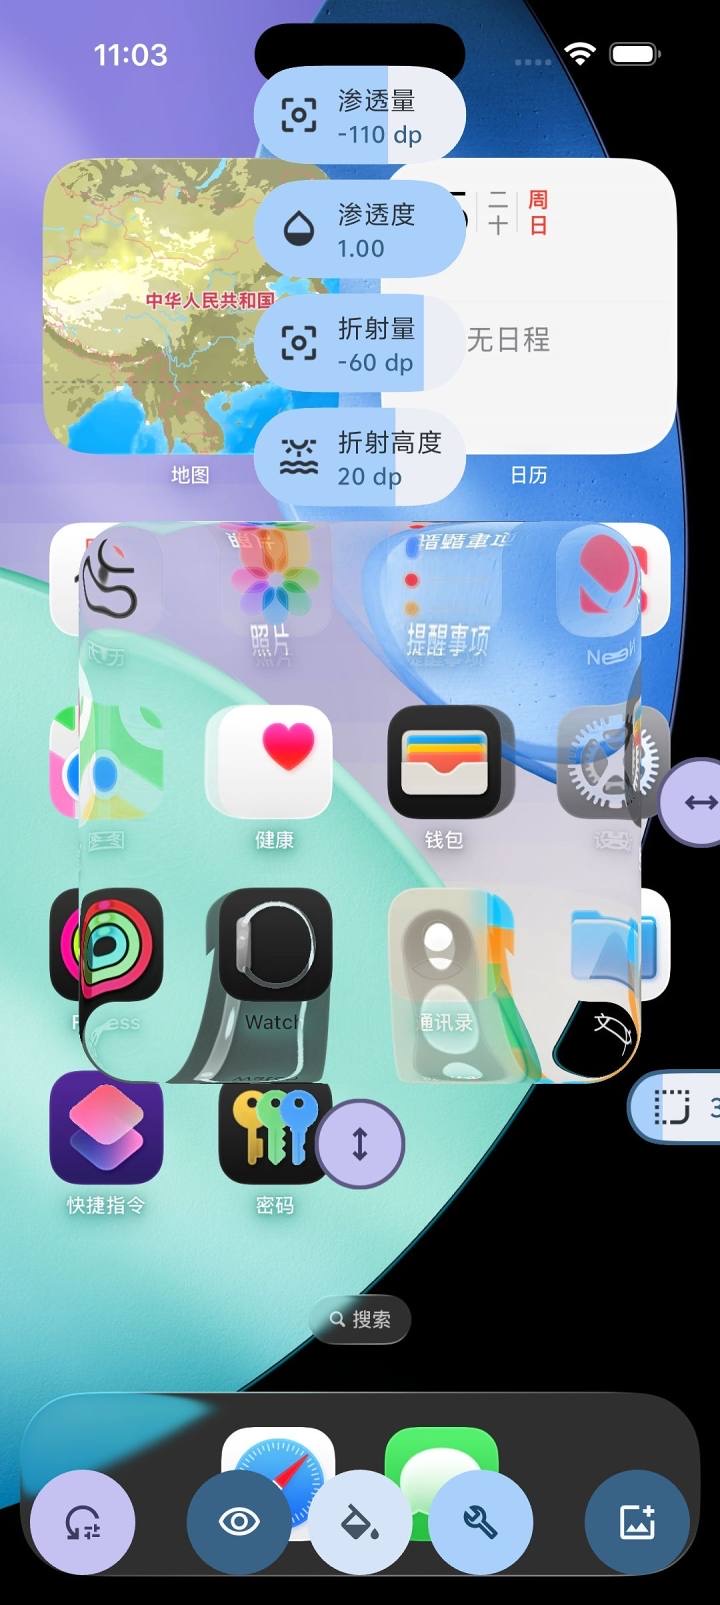 11:03
渗透量
-110 dp
渗透度
1.00
折射量
-60 dp
折射高度
20 dp
中华人民共和国
二十
周日
无日程
地图
日历
照片
提醒事项
健康
钱包
Watch
通讯录
文
快捷指令
密码
搜索